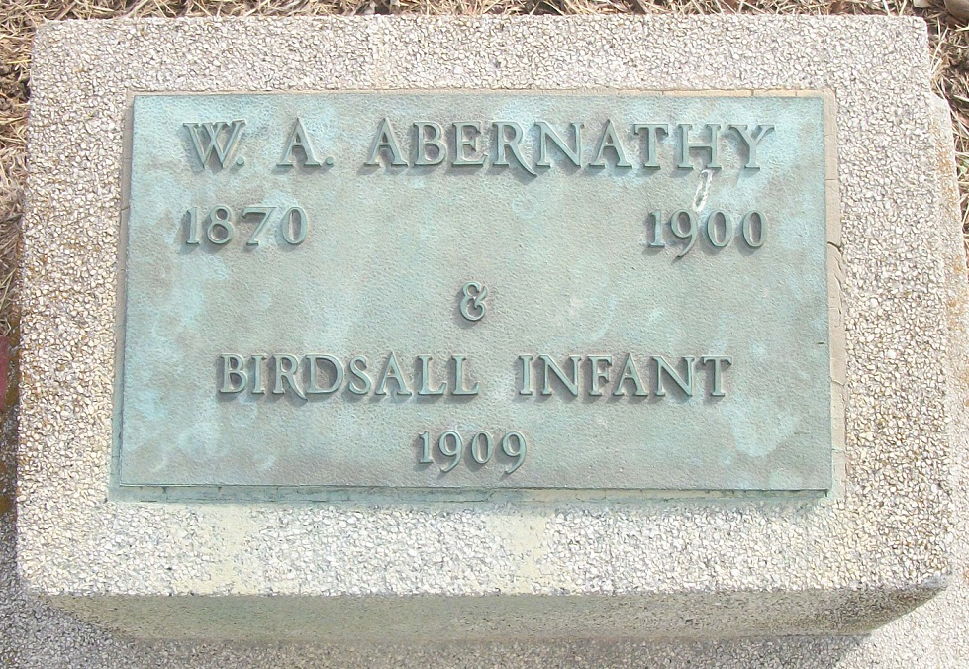 W. A. ABERNATHY
1870 1900
&
BIRDSALL INFANT
1909